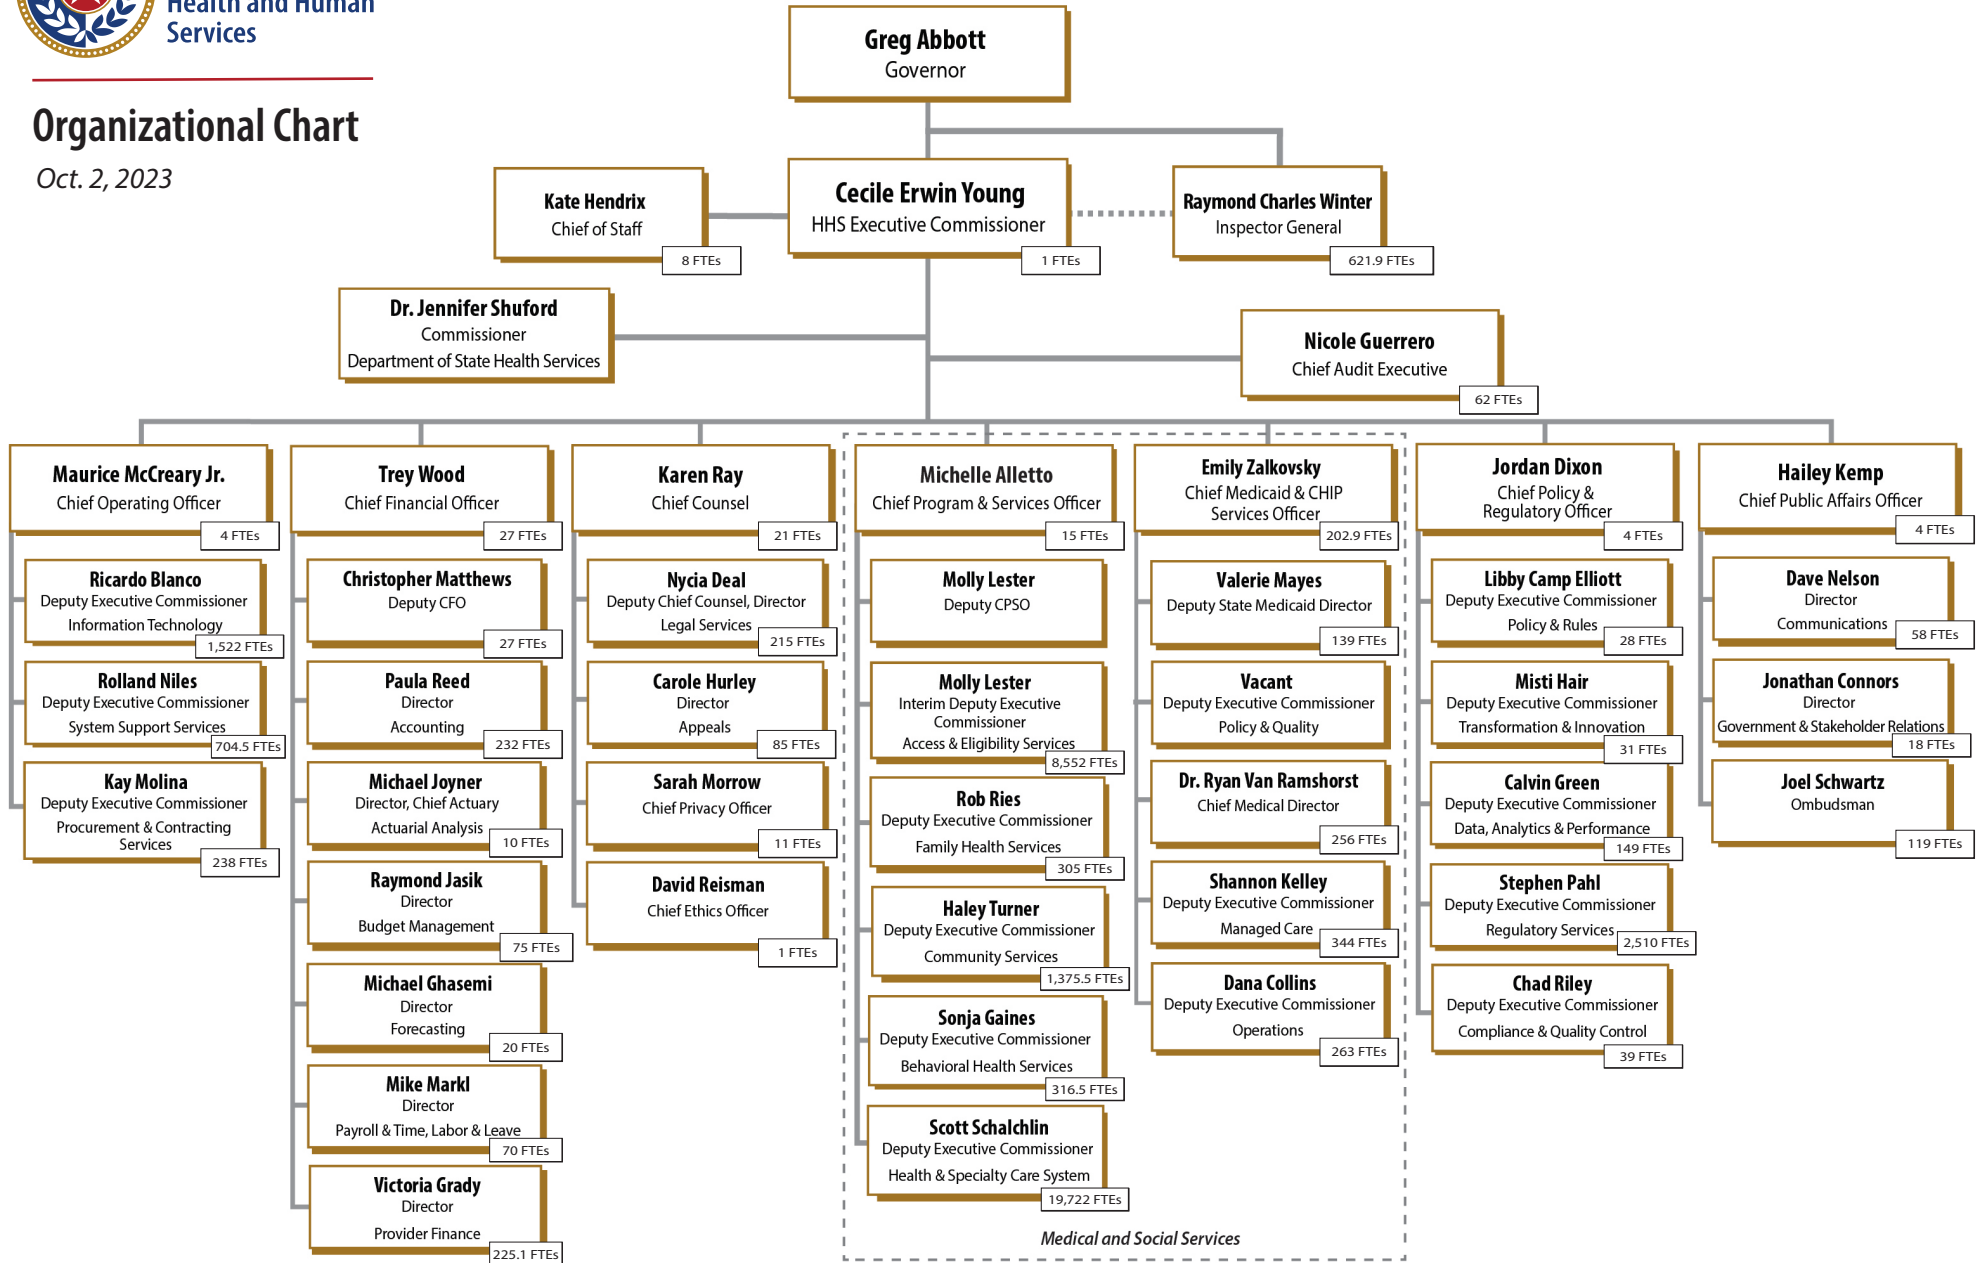 Health and Human
Services
Organizational Chart
Oct. 2, 2023
Greg Abbott
Governor
Kate Hendrix
Chief of Staff
8 FTEs
Cecile Erwin Young
HHS Executive Commissioner
1 FTEs
Raymond Charles Winter
Inspector General
621.9 FTEs
Dr. Jennifer Shuford
Commissioner
Department of State Health Services
Nicole Guerrero
Chief Audit Executive
62 FTEs
Maurice McCreary Jr.
Chief Operating Officer
4 FTEs
Ricardo Blanco
Deputy Executive Commissioner
Information Technology
1,522 FTEs
Rolland Niles
Deputy Executive Commissioner
System Support Services
704.5 FTEs
Kay Molina
Deputy Executive Commissioner
Procurement & Contracting
Services
238 FTEs
Trey Wood
Chief Financial Officer
27 FTEs
Christopher Matthews
Deputy CFO
27 FTEs
Paula Reed
Director
Accounting
232 FTEs
Michael Joyner
Director, Chief Actuary
Actuarial Analysis
10 FTEs
Raymond Jasik
Director
Budget Management
75 FTEs
Michael Ghasemi
Director
Forecasting
20 FTEs
Mike Markl
Director
Payroll & Time, Labor & Leave
70 FTEs
Victoria Grady
Director
Provider Finance
225.1 FTEs
Karen Ray
Chief Counsel
21 FTEs
Nycia Deal
Deputy Chief Counsel, Director
Legal Services
215 FTEs
Carole Hurley
Director
Appeals
85 FTEs
Sarah Morrow
Chief Privacy Officer
11 FTEs
David Reisman
Chief Ethics Officer
1 FTEs
Michelle Alletto
Chief Program & Services Officer
15 FTEs
Molly Lester
Deputy CPSO
Molly Lester
Interim Deputy Executive
Commissioner
Access & Eligibility Services
8,552 FTEs
Rob Ries
Deputy Executive Commissioner
Family Health Services
305 FTEs
Haley Turner
Deputy Executive Commissioner
Community Services
1,375.5 FTEs
Sonja Gaines
Deputy Executive Commissioner
Behavioral Health Services
316.5 FTEs
Scott Schalchlin
Deputy Executive Commissioner
Health & Specialty Care System
19,722 FTEs
Emily Zalkovsky
Chief Medicaid & CHIP
Services Officer
202.9 FTEs
Valerie Mayes
Deputy State Medicaid Director
139 FTEs
Vacant
Deputy Executive Commissioner
Policy & Quality
Dr. Ryan Van Ramshorst
Chief Medical Director
256 FTEs
Shannon Kelley
Deputy Executive Commissioner
Managed Care
344 FTEs
Dana Collins
Deputy Executive Commissioner
Operations
263 FTEs
Medical and Social Services
Jordan Dixon
Chief Policy &
Regulatory Officer
4 FTEs
Libby Camp Elliott
Deputy Executive Commissioner
Policy & Rules
28 FTEs
Misti Hair
Deputy Executive Commissioner
Transformation & Innovation
31 FTEs
Calvin Green
Deputy Executive Commissioner
Data, Analytics & Performance
149 FTEs
Stephen Pahl
Deputy Executive Commissioner
Regulatory Services
2,510 FTEs
Chad Riley
Deputy Executive Commissioner
Compliance & Quality Control
39 FTEs
Hailey Kemp
Chief Public Affairs Officer
4 FTEs
Dave Nelson
Director
Communications
58 FTEs
Jonathan Connors
Director
Government & Stakeholder Relations
18 FTEs
Joel Schwartz
Ombudsman
119 FTEs